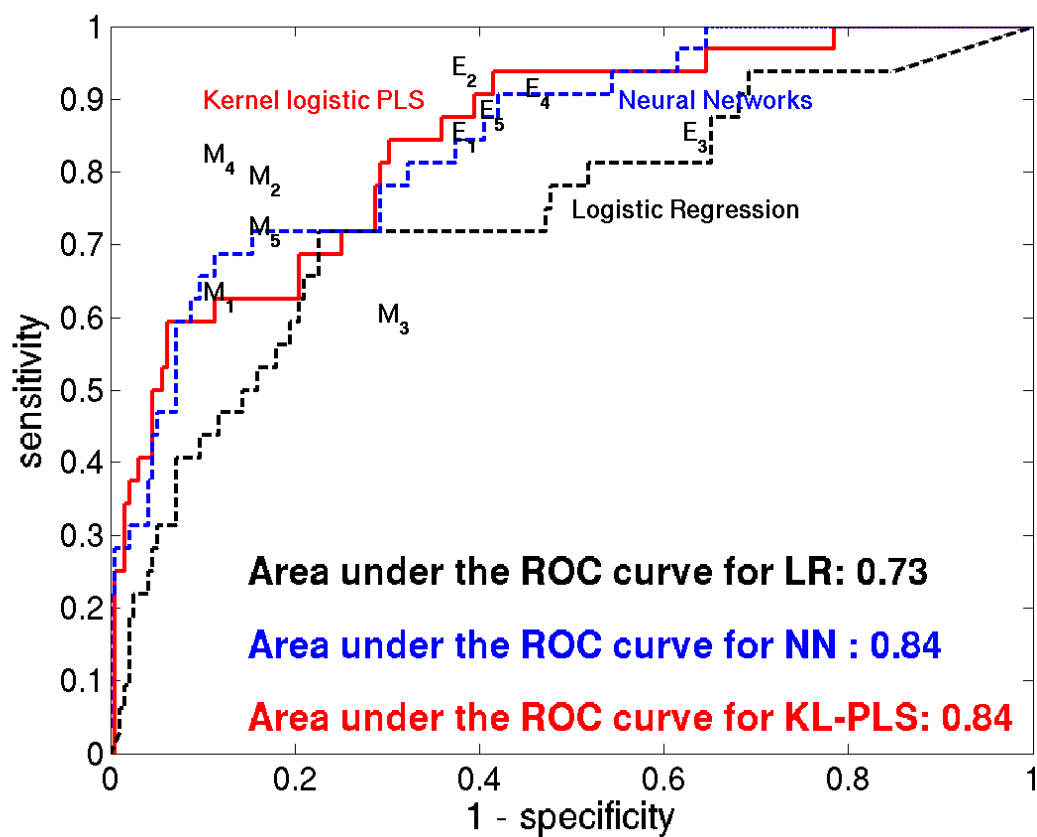 1
0.9
0.8
0.7
0.6
0.5
0.4
0.3
0.2
0.1
0
sensitivity
E2
Kernel logistic PLS
E4
Neural Networks
E5
E1
E3
M4
M2
M5
Logistic Regression
M1
M3
Area under the ROC curve for LR: 0.73
Area under the ROC curve for NN : 0.84
Area under the ROC curve for KL-PLS: 0.84
0 0.2 0.4 0.6 0.8 1
1 - specificity